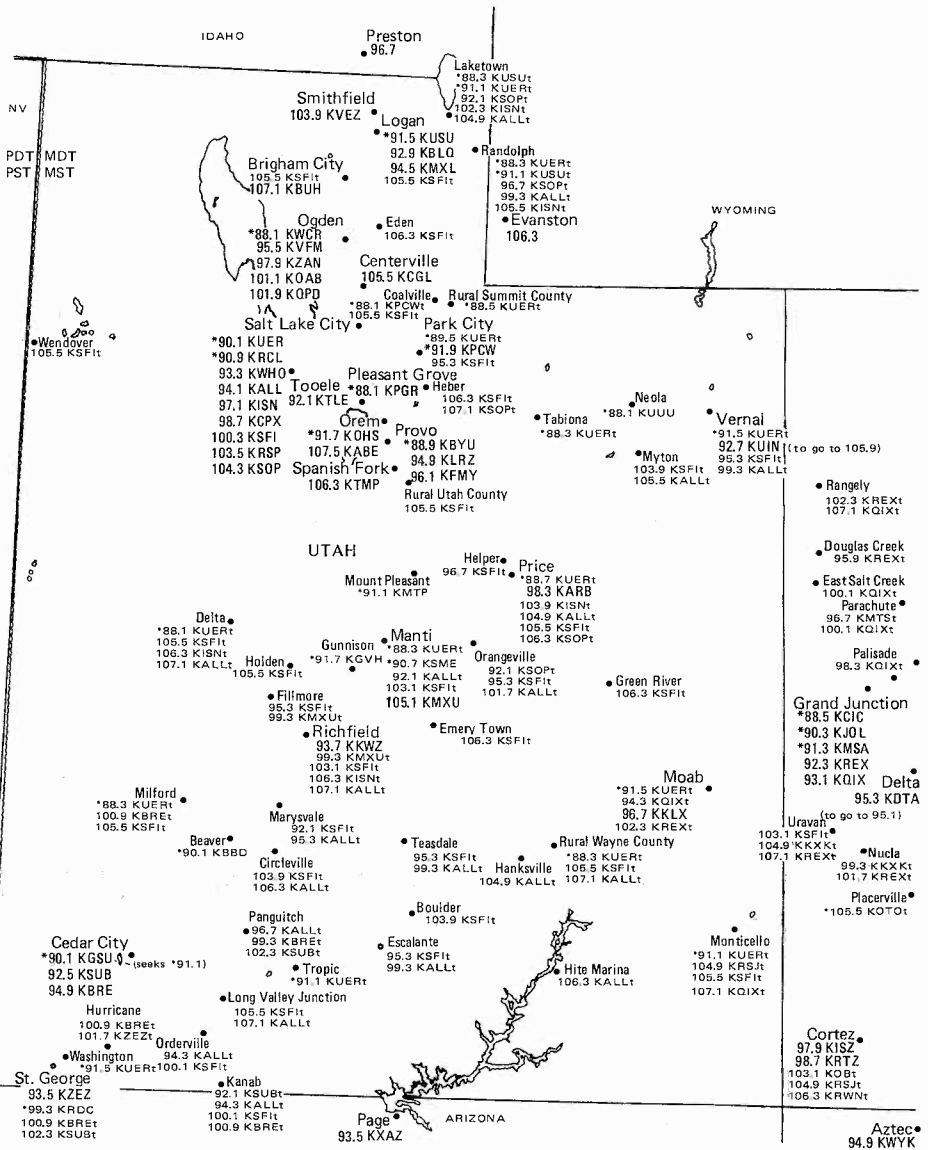 IDAHO
Preston
96.7
Laketown
*88.3 KUSUt
*91.1 KUERt
92.1 KSOPt
102.3 KISNt
104.9 KALLt
Smithfield
103.9 KVEZ
NV
Logan
*91.5 KUSU
92.9 KBLQ
94.5 KMXL
105.5 KSFIt
PDT MDT
PST MST
Randolph
*88.3 KUERt
*91.1 KUSUt
96.7 KSOPt
99.3 KALLt
105.5 KISNt
Brigham City
105.5 KSFIt
107.1 KBUH
Evanston
106.3
WYOMING
Ogden
*88.1 KWCR
95.5 KVFM
97.9 KZAN
101.1 KOAB
101.9 KQPD
Eden
106.3 KSFIt
Centerville
105.5 KCGL
Coalville
*88.1 KPCWt
105.5 KSFIt
Rural Summit County
*88.5 KUERt
Salt Lake City
*90.1 KUER
*90.9 KRCL
93.3 KWHO
94.1 KALL
97.1 KISN
98.7 KCPX
100.3 KSFI
103.5 KRSP
104.3 KSOP
Park City
*89.5 KUERt
*91.9 KPCW
95.3 KSFIt
Wendover
105.5 KSFIt
Tooele
92.1 KTLE
Pleasant Grove
*88.1 KPGR
Heber
106.3 KSFIt
107.1 KSOPt
Neola
*88.1 KUUU
Tabiona
*88.3 KUERt
Vernal
*91.5 KUERt
92.7 KUIN (to go to 105.9)
95.3 KSFIt
99.3 KALLt
Orem
*91.7 KOHS
107.5 KABE
Provo
*88.9 KBYU
94.9 KLRZ
96.1 KFMY
Myton
103.9 KSFIt
105.5 KALLt
Spanish Fork
106.3 KTMP
Rural Utah County
105.5 KSFIt
Rangely
102.3 KREXt
107.1 KQIXt
UTAH
Helper
96.7 KSFIt
Price
*88.7 KUERt
98.3 KARB
103.9 KISNt
104.9 KALLt
105.5 KSFIt
106.3 KSOPt
Mount Pleasant
*91.1 KMTP
Douglas Creek
95.9 KREXt
East Salt Creek
100.1 KQIXt
Parachute
96.7 KMTSt
100.1 KQIXt
Delta
*88.1 KUERt
105.5 KSFIt
106.3 KISNt
107.1 KALLt
Gunnison
*91.7 KGVH
Manti
*88.3 KUERt
*90.7 KSME
92.1 KALLt
103.1 KSFIt
105.1 KMXU
Orangeville
92.1 KSOPt
95.3 KSFIt
101.7 KALLt
Palisade
98.3 KQIXt
Holden
105.5 KSFIt
Green River
106.3 KSFIt
Fillmore
95.3 KSFIt
99.3 KMXUt
Grand Junction
*88.5 KCIC
*90.3 KJOL
*91.3 KMSA
92.3 KREX
93.1 KQIX
Richfield
93.7 KKWZ
99.3 KMXUt
103.1 KSFIt
106.3 KISNt
107.1 KALLt
Emery Town
106.3 KSFIt
Delta
95.3 KDTA
(to go to 95.1)
Moab
*91.5 KUERt
94.3 KQIXt
96.7 KKLX
102.3 KREXt
Milford
*88.3 KUERt
100.9 KBREt
105.5 KSFIt
Marysvale
92.1 KSFIt
95.3 KALLt
Uravan
103.1 KSFIt
104.9 KKXKt
107.1 KREXt
Beaver
*90.1 KBBD
Teasdale
95.3 KSFIt
99.3 KALLt
Rural Wayne County
*88.3 KUERt
105.5 KSFIt
107.1 KALLt
Nucla
99.3 KKXKt
101.7 KREXt
Circleville
103.9 KSFIt
106.3 KALLt
Hanksville
104.9 KALLt
Placerville
*105.5 KOTOt
Boulder
103.9 KSFIt
Panguitch
96.7 KALLt
99.3 KBREt
102.3 KSUBt
Cedar City
*90.1 KGSU (seeks *91.1)
92.5 KSUB
94.9 KBRE
Escalante
95.3 KSFIt
99.3 KALLt
Monticello
*91.1 KUERt
104.9 KRSJt
105.5 KSFIt
107.1 KQIXt
Tropic
*91.1 KUERt
Hite Marina
106.3 KALLt
Long Valley Junction
105.5 KSFIt
107.1 KALLt
Hurricane
100.9 KBREt
101.7 KZEZt
Orderville
94.3 KALLt
100.1 KSFIt
Cortez
97.9 KISZ
98.7 KRTZ
103.1 KOBt
104.9 KRSJt
106.3 KRWNt
Washington
*91.5 KUERt
St. George
93.5 KZEZ
*99.3 KRDC
100.9 KBREt
102.3 KSUBt
Kanab
92.1 KSUBt
94.3 KALLt
100.1 KSFIt
100.9 KBREt
Page
93.5 KXAZ
ARIZONA
Aztec
94.9 KWYK